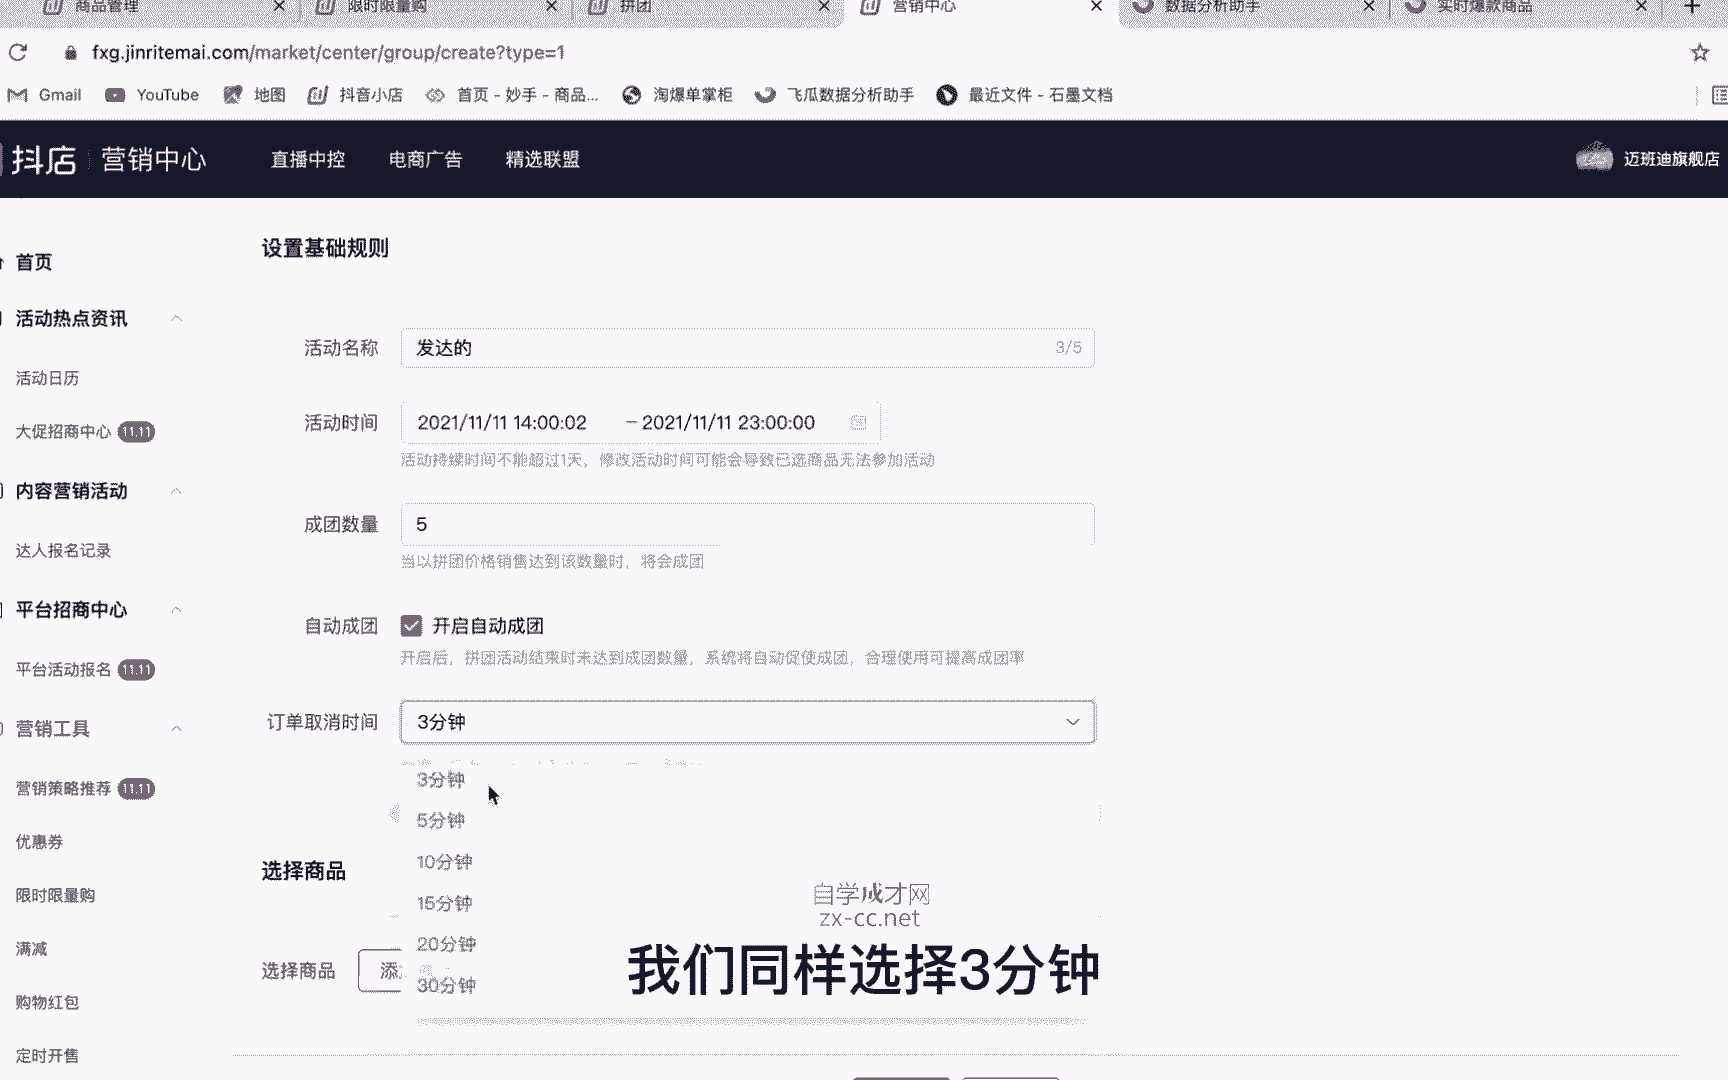 商品管理
限时限量购
拼团
营销中心
数据分析助手
实时爆款商品
fxg.jinritemai.com/market/center/group/create?type=1
Gmail
YouTube
地图
抖音小店
首页 - 妙手 - 商品...
淘爆单掌柜
飞瓜数据分析助手
最近文件 - 石墨文档
抖店
营销中心
直播中控
电商广告
精选联盟
迈班迪旗舰店
首页
活动热点资讯
活动日历
大促招商中心 11.11
内容营销活动
达人报名记录
平台招商中心
平台活动报名 11.11
营销工具
营销策略推荐 11.11
优惠券
限时限量购
满减
购物红包
定时开售
设置基础规则
活动名称
发达的
3/5
活动时间
2021/11/11 14:00:02 – 2021/11/11 23:00:00
活动持续时间不能超过1天，修改活动时间可能会导致已选商品无法参加活动
成团数量
5
当以拼团价格销售达到该数量时，将会成团
自动成团
开启自动成团
开启后，拼团活动结束时未达到成团数量，系统将自动促使成团，合理使用可提高成团率
订单取消时间
3分钟
3分钟
5分钟
10分钟
15分钟
20分钟
30分钟
选择商品
选择商品
添
自学成才网
zx-cc.net
我们同样选择3分钟